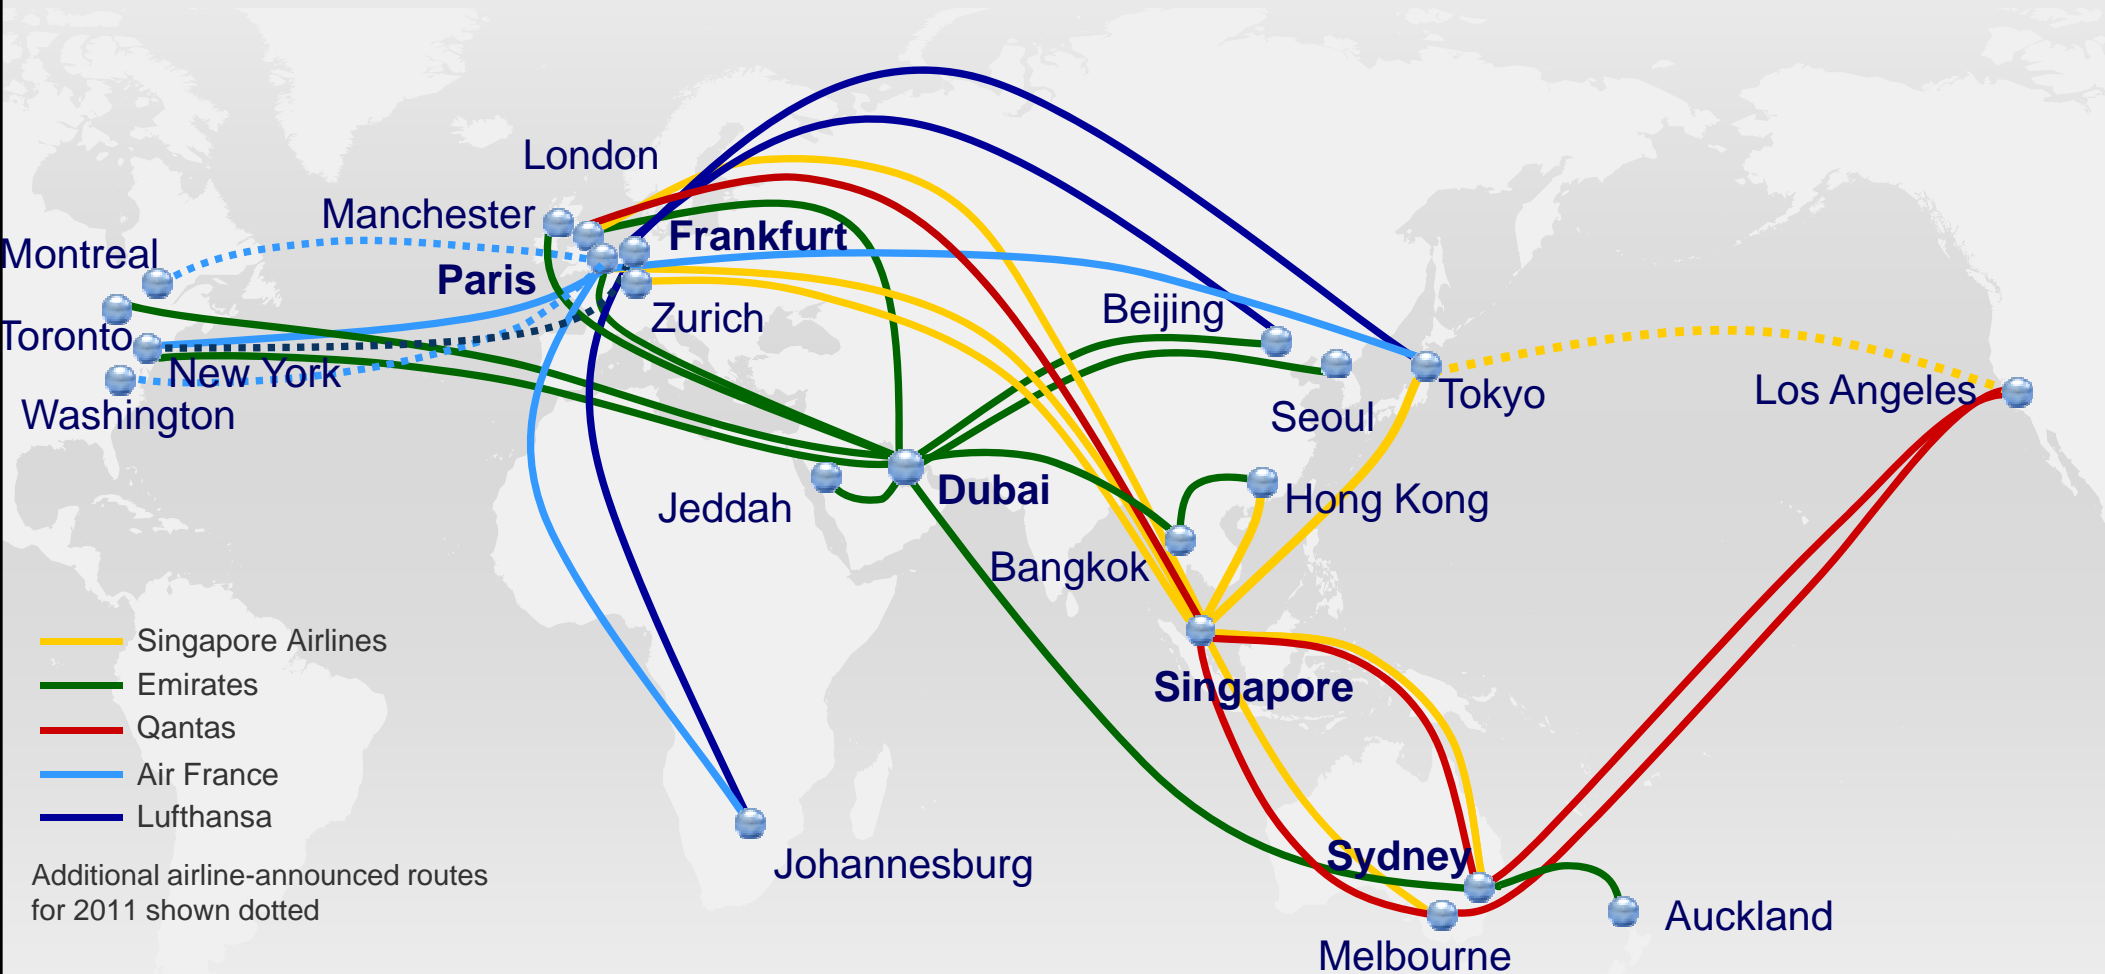 London
Manchester
Montreal
Frankfurt
Paris
Zurich
Beijing
Toronto
New York
Washington
Seoul
Tokyo
Los Angeles
Jeddah
Dubai
Hong Kong
Bangkok
Singapore
Singapore Airlines
Emirates
Qantas
Air France
Lufthansa
Johannesburg
Sydney
Auckland
Melbourne
Additional airline-announced routes
for 2011 shown dotted